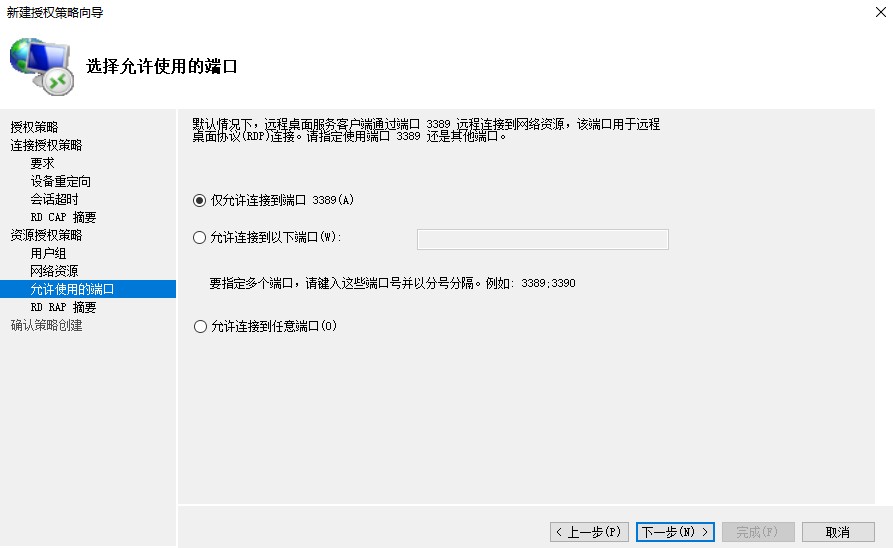 新建授权策略向导
选择允许使用的端口
授权策略
连接授权策略
要求
设备重定向
会话超时
RD CAP 摘要
资源授权策略
用户组
网络资源
允许使用的端口
RD RAP 摘要
确认策略创建
默认情况下，远程桌面服务客户端通过端口 3389 远程连接到网络资源，该端口用于远程
桌面协议(RDP)连接。请指定使用端口 3389 还是其他端口。
仅允许连接到端口 3389(A)
允许连接到以下端口(W):
要指定多个端口，请键入这些端口号并以分号分隔。例如: 3389;3390
允许连接到任意端口(O)
< 上一步(P)
下一步(N) >
完成(F)
取消